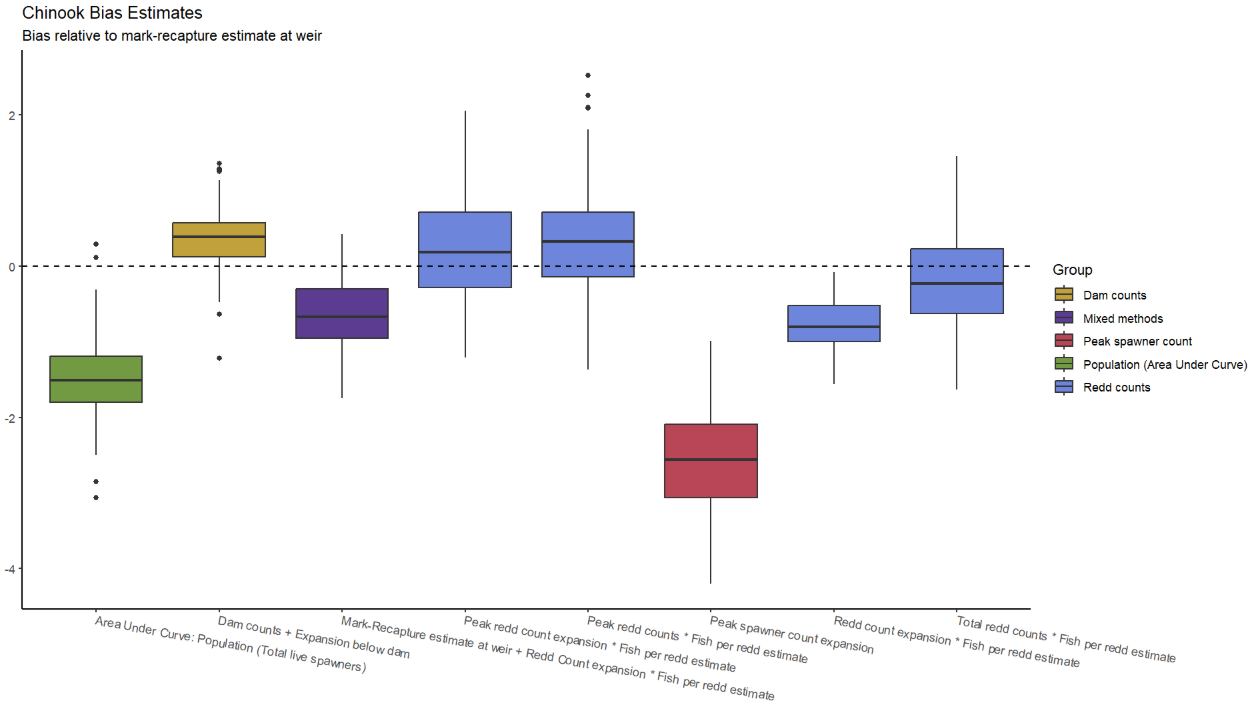 Chinook Bias Estimates
Bias relative to mark-recapture estimate at weir
2
0
-2
-4
Area Under Curve: Population (Total live spawners)
Dam counts + Expansion below dam
Mark-Recapture estimate at weir + Redd Count expansion * Fish per redd estimate
Peak redd count expansion * Fish per redd estimate
Peak redd counts * Fish per redd estimate
Peak spawner count expansion
Redd count expansion * Fish per redd estimate
Total redd counts * Fish per redd estimate
Group
Dam counts
Mixed methods
Peak spawner count
Population (Area Under Curve)
Redd counts